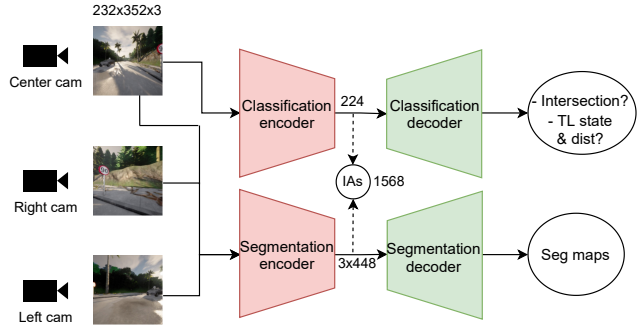 232x352x3
Center cam
Right cam
Left cam
Classification
encoder
224
Classification
decoder
- Intersection?
- TL state
& dist?
IAs
1568
Segmentation
encoder
3x448
Segmentation
decoder
Seg maps